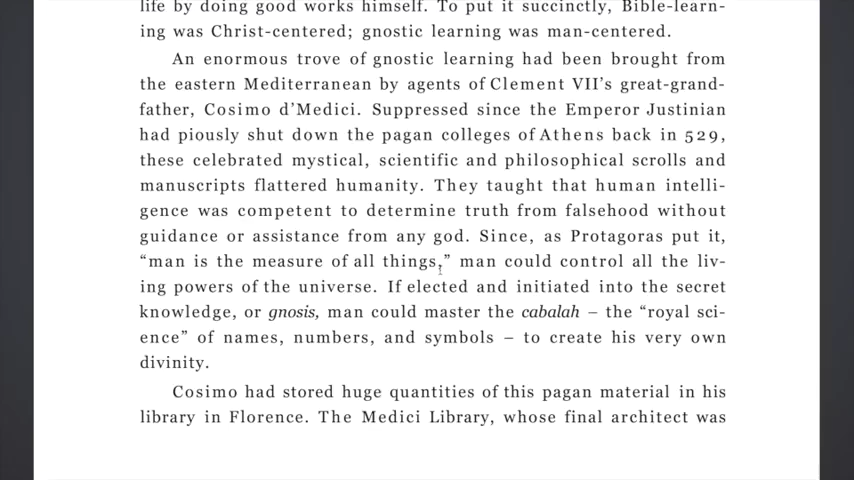 life by doing good works himself. To put it succinctly, Bible-learn-
ing was Christ-centered; gnostic learning was man-centered.
An enormous trove of gnostic learning had been brought from
the eastern Mediterranean by agents of Clement VII’s great-grand-
father, Cosimo d’Medici. Suppressed since the Emperor Justinian
had piously shut down the pagan colleges of Athens back in 529,
these celebrated mystical, scientific and philosophical scrolls and
manuscripts flattered humanity. They taught that human intelli-
gence was competent to determine truth from falsehood without
guidance or assistance from any god. Since, as Protagoras put it,
“man is the measure of all things,” man could control all the liv-
ing powers of the universe. If elected and initiated into the secret
knowledge, or gnosis, man could master the cabalah – the “royal sci-
ence” of names, numbers, and symbols – to create his very own
divinity.
Cosimo had stored huge quantities of this pagan material in his
library in Florence. The Medici Library, whose final architect was